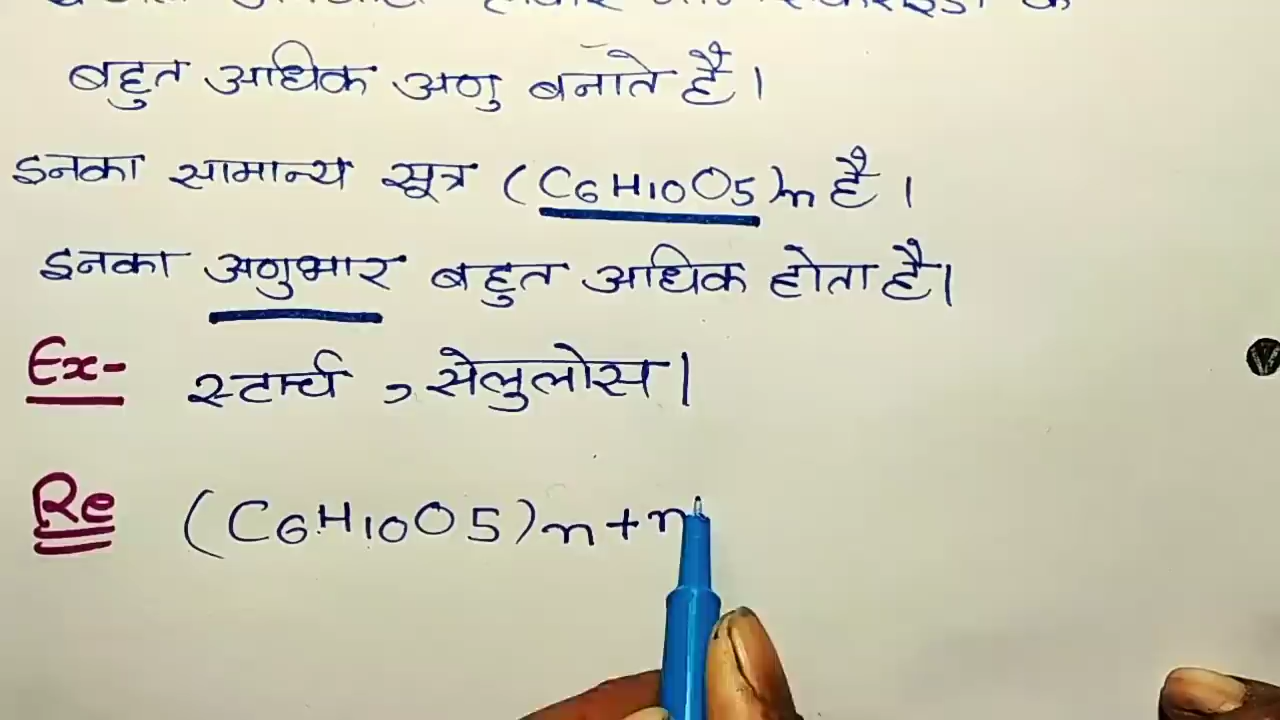 बहुत अधिक अणु बनाते है।
इनका सामान्य सूत्र (C6H10O5)n है।
इनका अणुभार बहुत अधिक होता है।
Ex- स्टार्च , सेलुलोस।
Re (C6H10O5)n + n